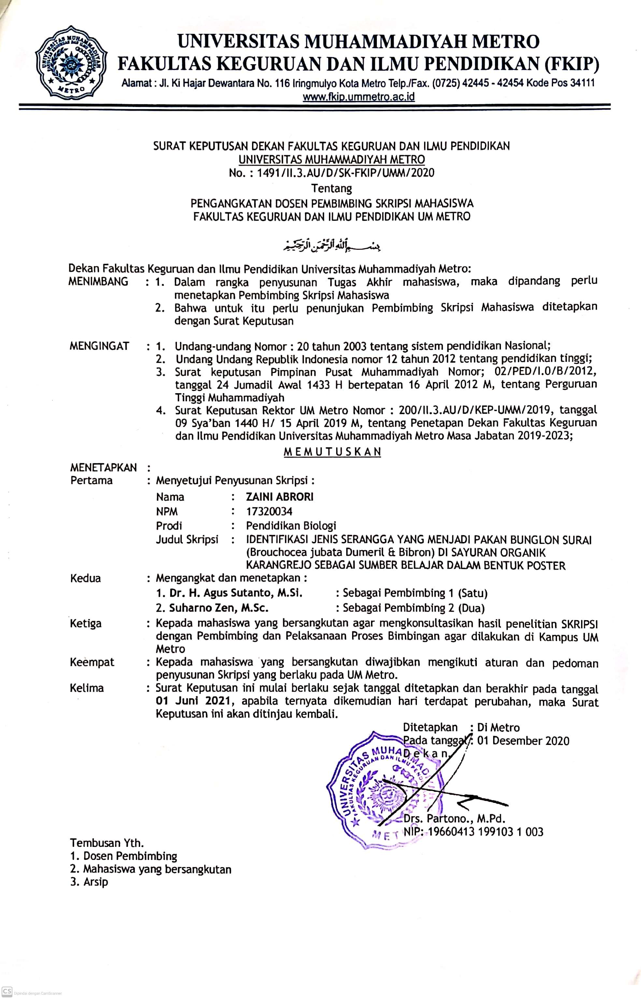 UNIVERSITAS MUHAMMADIYAH METRO
FAKULTAS KEGURUAN DAN ILMU PENDIDIKAN (FKIP)
Alamat : Jl. Ki Hajar Dewantara No. 116 Iringmulyo Kota Metro Telp./Fax. (0725) 42445 - 42454 Kode Pos 34111
www.fkip.ummetro.ac.id
UNIVERSITAS MUHAMMADIYAH
FAKULTAS KEGURUAN DAN ILMU PENDIDIKAN
METRO
SURAT KEPUTUSAN DEKAN FAKULTAS KEGURUAN DAN ILMU PENDIDIKAN
UNIVERSITAS MUHAMMADIYAH METRO
No. : 1491/II.3.AU/D/SK-FKIP/UMM/2020
Tentang
PENGANGKATAN DOSEN PEMBIMBING SKRIPSI MAHASISWA
FAKULTAS KEGURUAN DAN ILMU PENDIDIKAN UM METRO
بِسْمِ اللهِ الرَّحْمَنِ الرَّحِيْمِ
Dekan Fakultas Keguruan dan Ilmu Pendidikan Universitas Muhammadiyah Metro:
MENIMBANG : 1. Dalam rangka penyusunan Tugas Akhir mahasiswa, maka dipandang perlu
menetapkan Pembimbing Skripsi Mahasiswa
2. Bahwa untuk itu perlu penunjukan Pembimbing Skripsi Mahasiswa ditetapkan
dengan Surat Keputusan
MENGINGAT : 1. Undang-undang Nomor : 20 tahun 2003 tentang sistem pendidikan Nasional;
2. Undang Undang Republik Indonesia nomor 12 tahun 2012 tentang pendidikan tinggi;
3. Surat keputusan Pimpinan Pusat Muhammadiyah Nomor; 02/PED/I.0/B/2012,
tanggal 24 Jumadil Awal 1433 H bertepatan 16 April 2012 M, tentang Perguruan
Tinggi Muhammadiyah
4. Surat Keputusan Rektor UM Metro Nomor : 200/II.3.AU/D/KEP-UMM/2019, tanggal
09 Sya’ban 1440 H/ 15 April 2019 M, tentang Penetapan Dekan Fakultas Keguruan
dan Ilmu Pendidikan Universitas Muhammadiyah Metro Masa Jabatan 2019-2023;
M E M U T U S K A N
MENETAPKAN :
Pertama : Menyetujui Penyusunan Skripsi :
Nama : ZAINI ABRORI
NPM : 17320034
Prodi : Pendidikan Biologi
Judul Skripsi : IDENTIFIKASI JENIS SERANGGA YANG MENJADI PAKAN BUNGLON SURAI
(Brouchocea jubata Dumeril & Bibron) DI SAYURAN ORGANIK
KARANGREJO SEBAGAI SUMBER BELAJAR DALAM BENTUK POSTER
Kedua : Mengangkat dan menetapkan :
1. Dr. H. Agus Sutanto, M.Si. : Sebagai Pembimbing 1 (Satu)
2. Suharno Zen, M.Sc. : Sebagai Pembimbing 2 (Dua)
Ketiga : Kepada mahasiswa yang bersangkutan agar mengkonsultasikan hasil penelitian SKRIPSI
dengan Pembimbing dan Pelaksanaan Proses Bimbingan agar dilakukan di Kampus UM
Metro
Keempat : Kepada mahasiswa yang bersangkutan diwajibkan mengikuti aturan dan pedoman
penyusunan Skripsi yang berlaku pada UM Metro.
Kelima : Surat Keputusan ini mulai berlaku sejak tanggal ditetapkan dan berakhir pada tanggal
01 Juni 2021, apabila ternyata dikemudian hari terdapat perubahan, maka Surat
Keputusan ini akan ditinjau kembali.
Ditetapkan : Di Metro
Pada tanggal : 01 Desember 2020
D e k a n,
Drs. Partono., M.Pd.
NIP: 19660413 199103 1 003
Tembusan Yth.
1. Dosen Pembimbing
2. Mahasiswa yang bersangkutan
3. Arsip
CS Dipindai dengan CamScanner